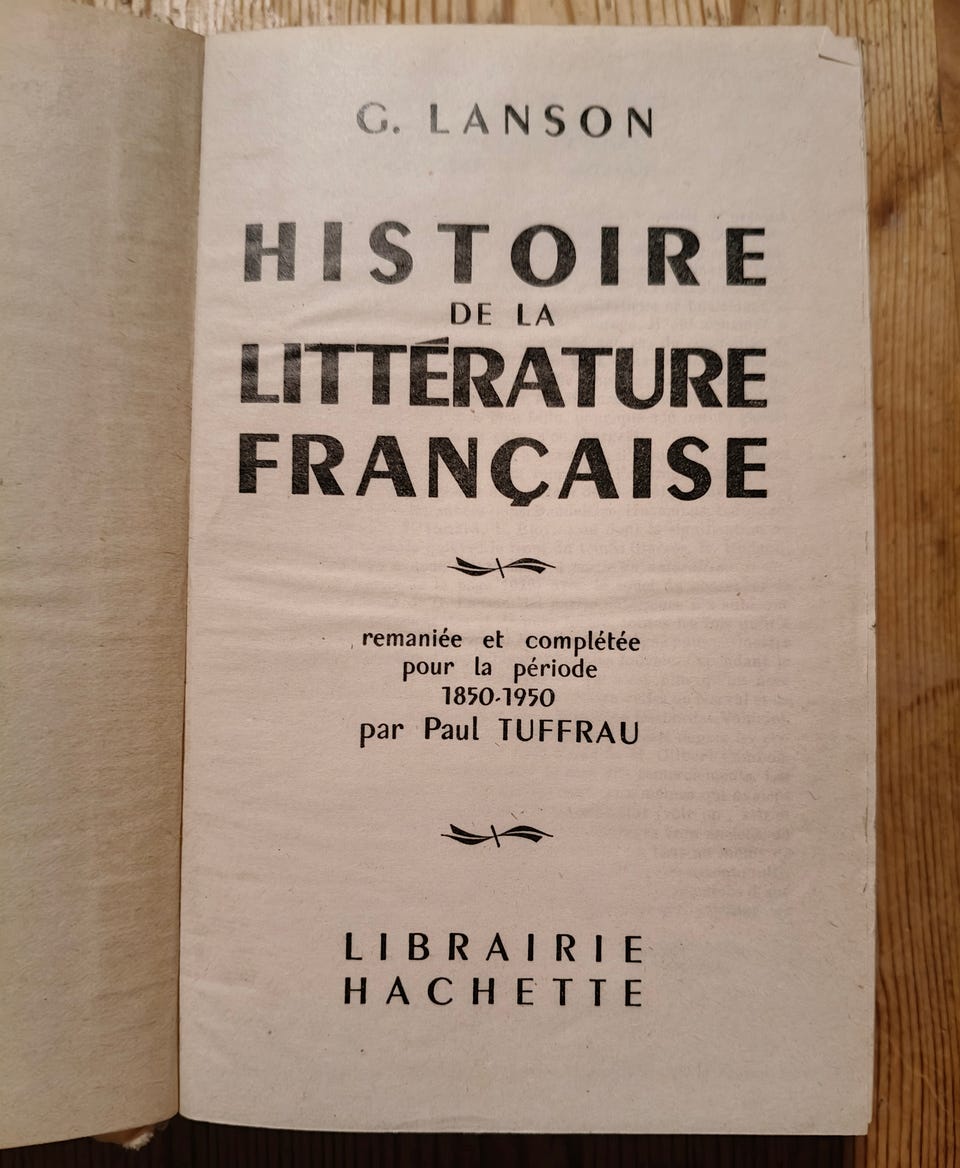 G. LANSON
HISTOIRE
DE LA
LITTÉRATURE
FRANÇAISE
remaniée et complétée
pour la période
1850-1950
par Paul TUFFRAU
LIBRAIRIE
HACHETTE